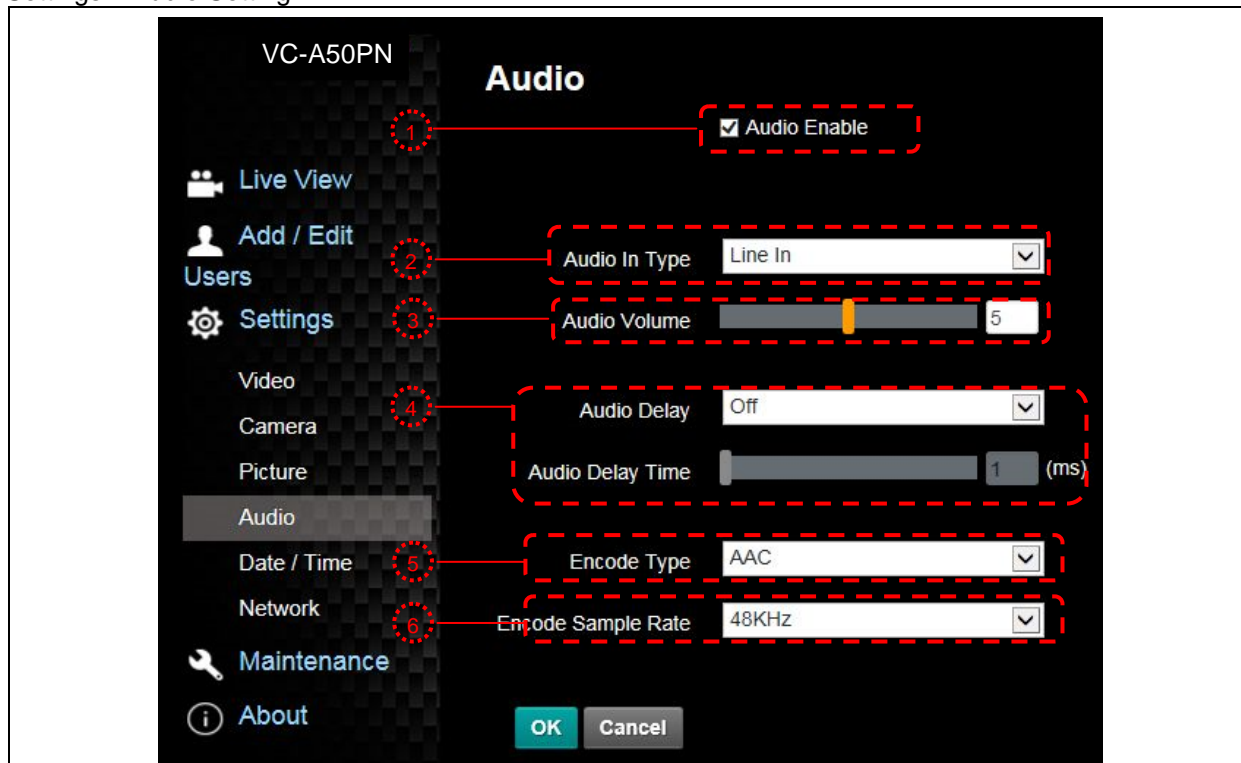 VC-A50PN
Audio
1
Audio Enable
Live View
Add / Edit
Users
2
Audio In Type
Line In
Settings
3
Audio Volume
5
Video
4
Audio Delay
Off
Camera
Picture
Audio Delay Time
1
(ms)
Audio
Date / Time
5
Encode Type
AAC
Network
6
Encode Sample Rate
48KHz
Maintenance
About
OK
Cancel